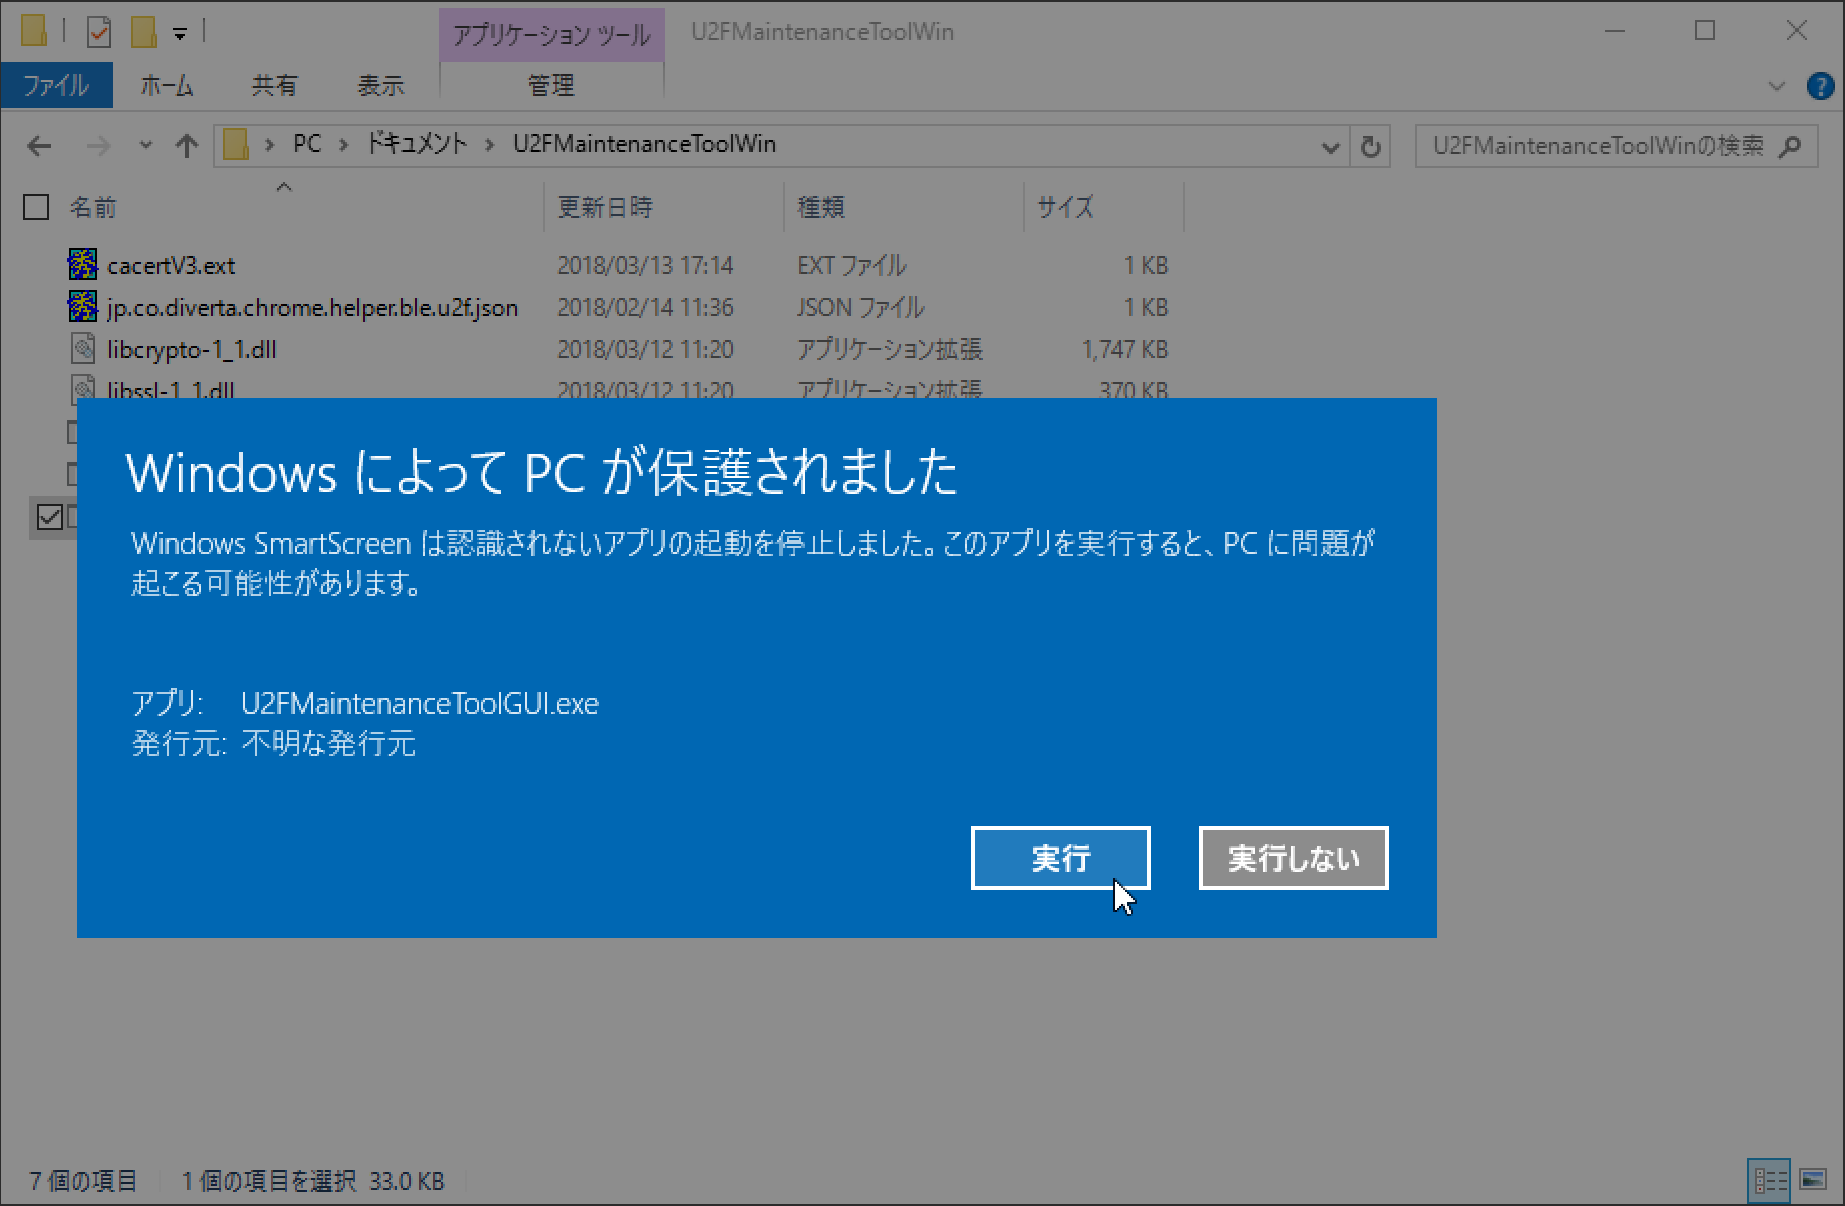 アプリケーション ツール
U2FMaintenanceToolWin
ファイル
ホーム
共有
表示
管理
?
PC › ドキュメント › U2FMaintenanceToolWin
U2FMaintenanceToolWinの検索
名前
更新日時
種類
サイズ
cacertV3.ext 2018/03/13 17:14 EXT ファイル 1 KB
jp.co.diverta.chrome.helper.ble.u2f.json 2018/02/14 11:36 JSON ファイル 1 KB
libcrypto-1_1.dll 2018/03/12 11:20 アプリケーション拡張 1,747 KB
libssl-1_1.dll 2018/03/12 11:20 アプリケーション拡張 370 KB
Windows によって PC が保護されました
Windows SmartScreen は認識されないアプリの起動を停止しました。このアプリを実行すると、PC に問題が
起こる可能性があります。
アプリ: U2FMaintenanceToolGUI.exe
発行元: 不明な発行元
実行
実行しない
7 個の項目
1 個の項目を選択 33.0 KB